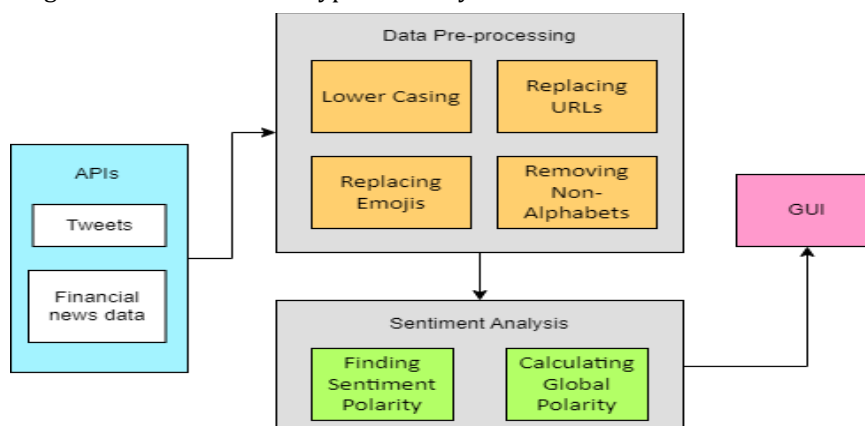 Data Pre-processing
Lower Casing
Replacing
URLs
Replacing
Emojis
Removing
Non-
Alphabets
APIs
Tweets
Financial
news data
GUI
Sentiment Analysis
Finding
Sentiment
Polarity
Calculating
Global
Polarity